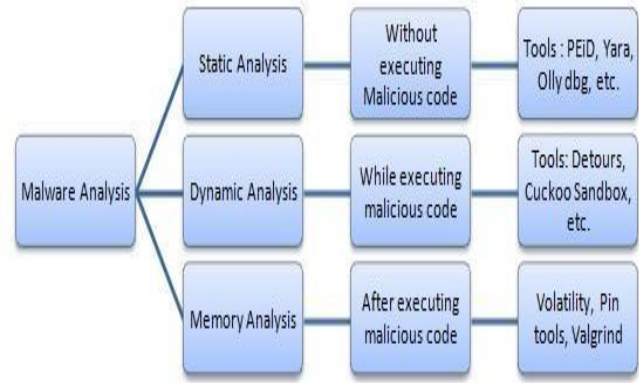 Malware Analysis
Static Analysis
Without
executing
Malicious code
Tools : PEiD, Yara,
Olly dbg, etc.
Dynamic Analysis
While executing
malicious code
Tools: Detours,
Cuckoo Sandbox,
etc.
Memory Analysis
After executing
malicious code
Volatility, Pin
tools, Valgrind